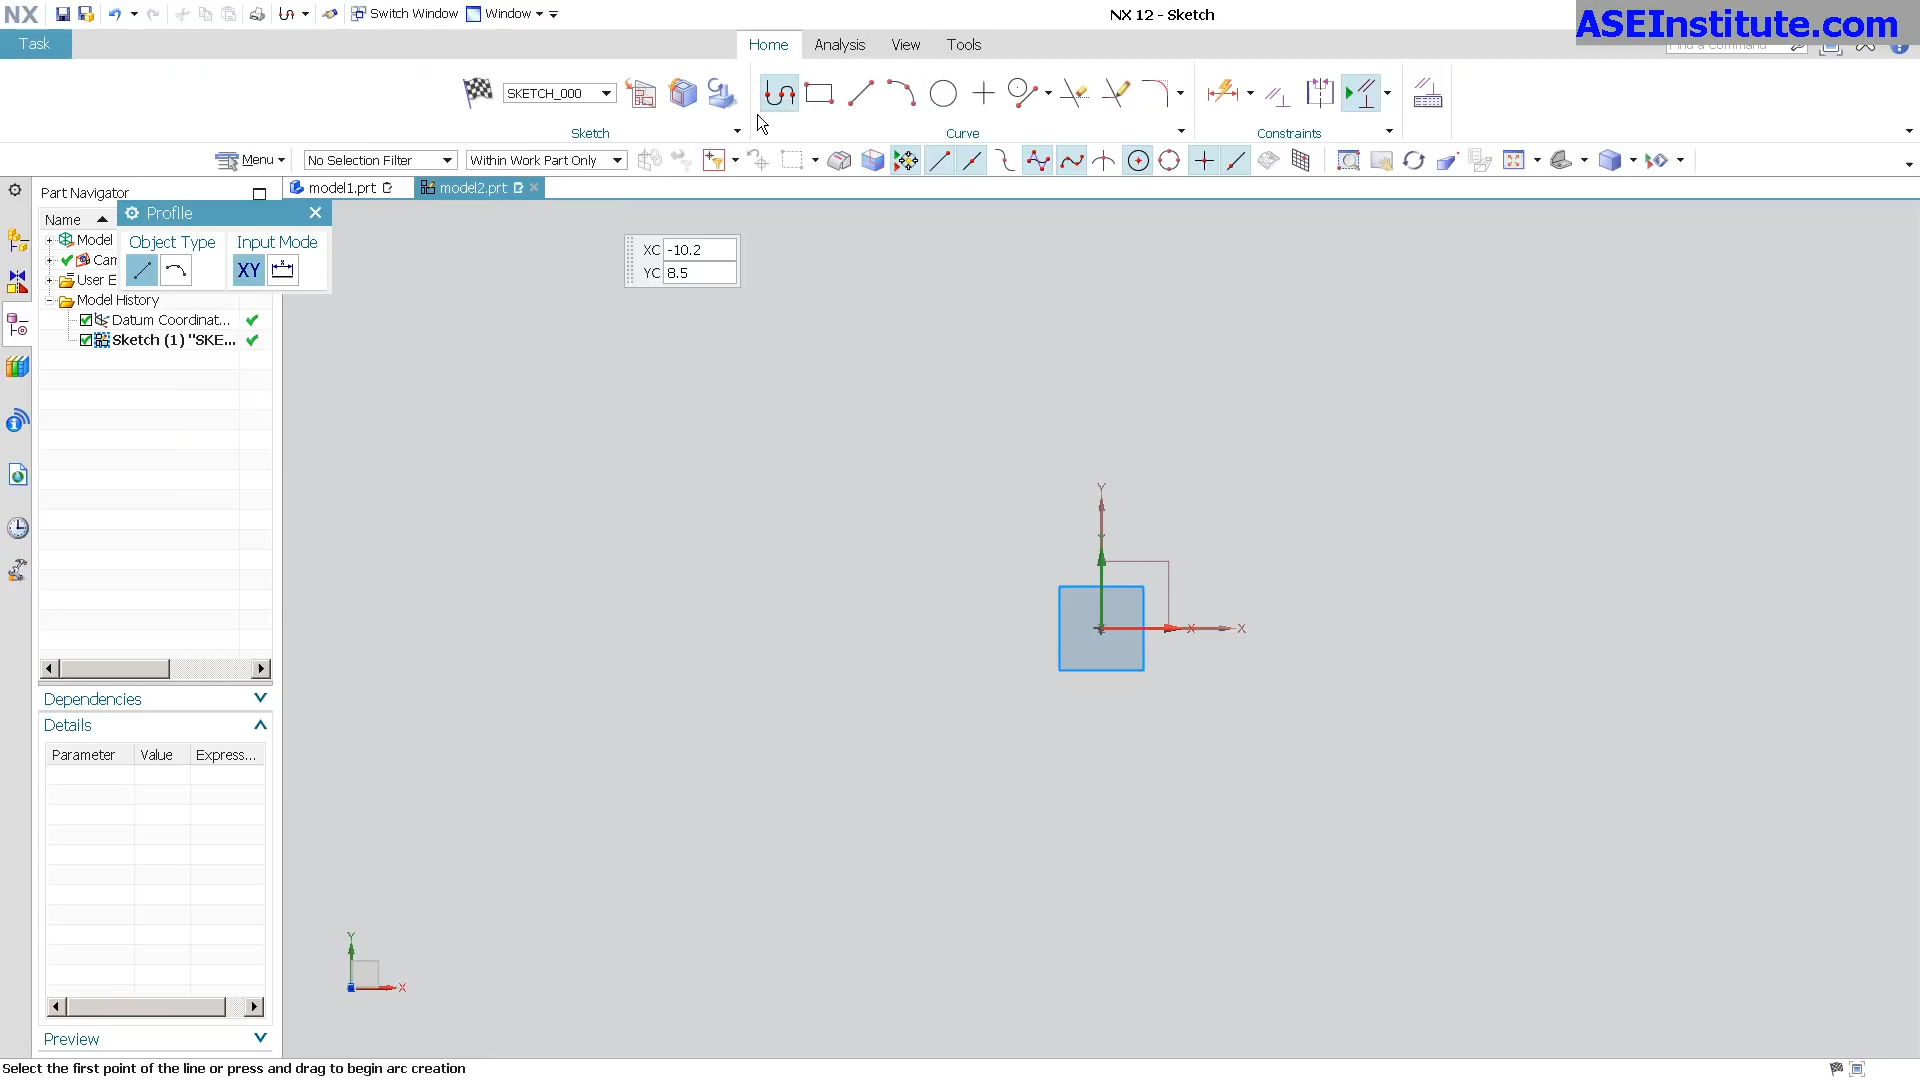 NX
Switch Window
Window
NX 12 - Sketch
ASEInstitute.com
Task
Home
Analysis
View
Tools
Find a Command
SKETCH_000
Sketch
Curve
Constraints
Menu
No Selection Filter
Within Work Part Only
Part Navigator
model1.prt
model2.prt
Name
Profile
Object Type
Input Mode
XY
Model
Cam
User E
Model History
Datum Coordinat...
Sketch (1) "SKE...
XC -10.2
YC 8.5
Y
Y
X
X
Dependencies
Details
Parameter Value Express...
Y
X
Preview
Select the first point of the line or press and drag to begin arc creation